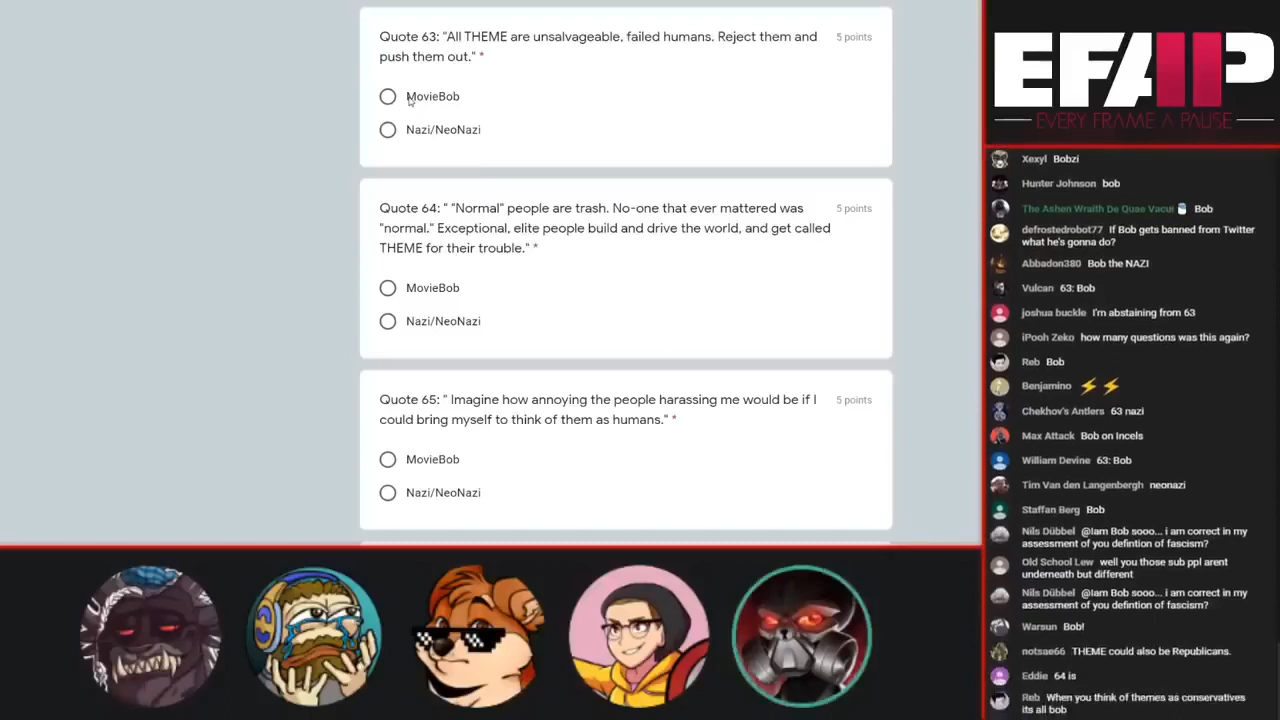 Quote 63: "All THEME are unsalvageable, failed humans. Reject them and
push them out." *
5 points
MovieBob
Nazi/NeoNazi
Quote 64: " "Normal" people are trash. No-one that ever mattered was
"normal." Exceptional, elite people build and drive the world, and get called
THEME for their trouble." *
5 points
MovieBob
Nazi/NeoNazi
Quote 65: " Imagine how annoying the people harassing me would be if I
could bring myself to think of them as humans." *
5 points
MovieBob
Nazi/NeoNazi
EFAP
EVERY FRAME A PAUSE
Xexyl Bobzi
Hunter Johnson bob
The Ashen Wraith De Quae Vacui Bob
defrostedrobot77 If Bob gets banned from Twitter
what he's gonna do?
Abbadon380 Bob the NAZI
Vulcan 63: Bob
joshua buckle I'm abstaining from 63
iPooh Zeko how many questions was this again?
Reb Bob
Benjamino ⚡⚡
Chekhov's Antlers 63 nazi
Max Attack Bob on Incels
William Devine 63: Bob
Tim Van den Langenbergh neonazi
Staffan Berg Bob
Nils Dübbel @Iam Bob sooo... i am correct in my
assessment of you defintion of fascism?
Old School Lew well you those sub ppl arent
underneath but different
Nils Dübbel @Iam Bob sooo... i am correct in my
assessment of you defintion of fascism?
Warsun Bob!
notsae66 THEME could also be Republicans.
Eddie 64 is
Reb When you think of themes as conservatives
its all bob